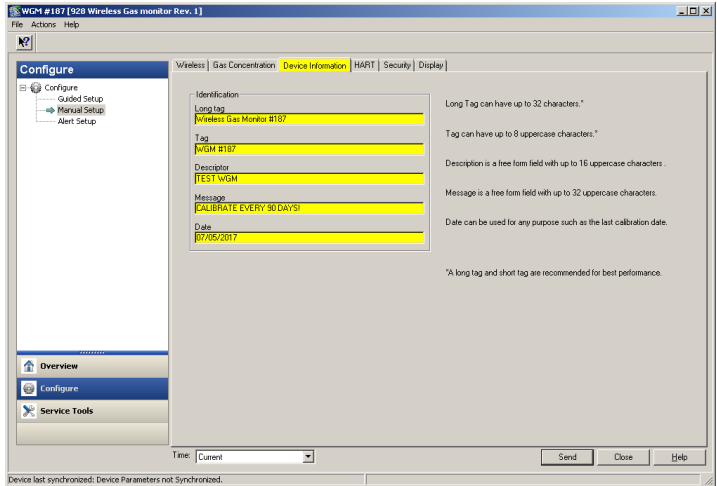 WGM #187 [928 Wireless Gas monitor Rev. 1]
File Actions Help
Configure
Configure
Guided Setup
Manual Setup
Alert Setup
Overview
Configure
Service Tools
Wireless Gas Concentration Device Information HART Security Display
Identification
Long tag
Wireless Gas Monitor #187
Tag
WGM #187
Descriptor
TEST WGM
Message
CALIBRATE EVERY 90 DAYS!
Date
07/05/2017
Long Tag can have up to 32 characters.*
Tag can have up to 8 uppercase characters.*
Description is a free form field with up to 16 uppercase characters .
Message is a free form field with up to 32 uppercase characters.
Date can be used for any purpose such as the last calibration date.
*A long tag and short tag are recommended for best performance.
Time: Current
Send Close Help
Device last synchronized: Device Parameters not Synchronized.